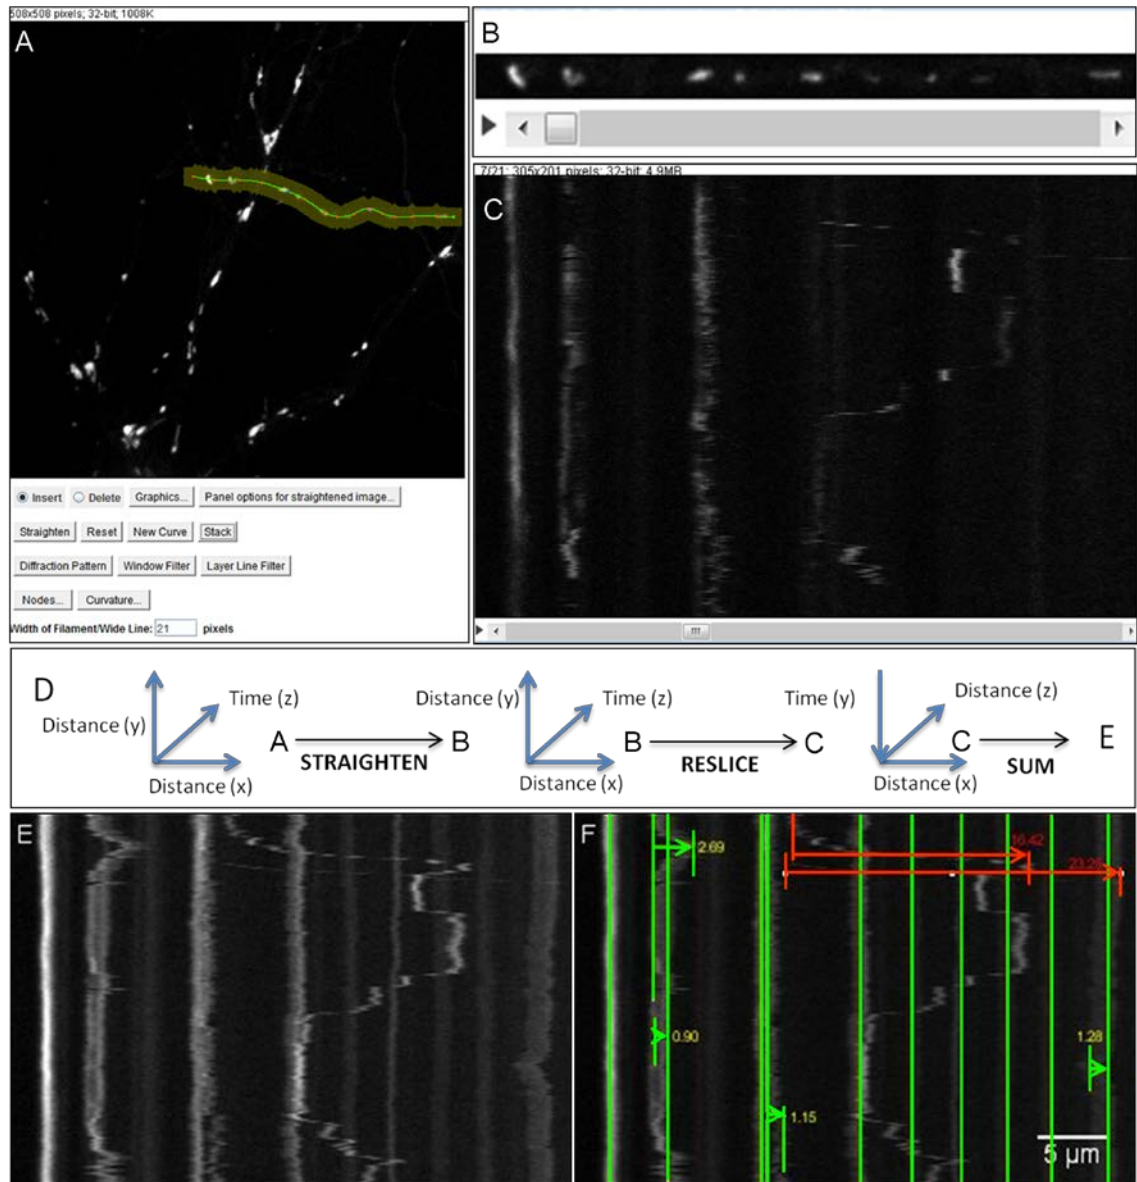 508x508 pixels; 32-bit; 1008K
A
Insert Delete Graphics... Panel options for straightened image...
Straighten Reset New Curve Stack
Diffraction Pattern Window Filter Layer Line Filter
Nodes... Curvature...
Width of Filament/Wide Line: 21 pixels
B
7/21; 305x201 pixels; 32-bit; 4.9MB
C
D
Distance (y)
Time (z)
Distance (x)
A
STRAIGHTEN
B
Distance (y)
Time (z)
Distance (x)
B
RESLICE
C
Time (y)
Distance (z)
Distance (x)
C
SUM
E
E
F
2.69
16.42
23.26
0.90
1.28
1.15
5 μm